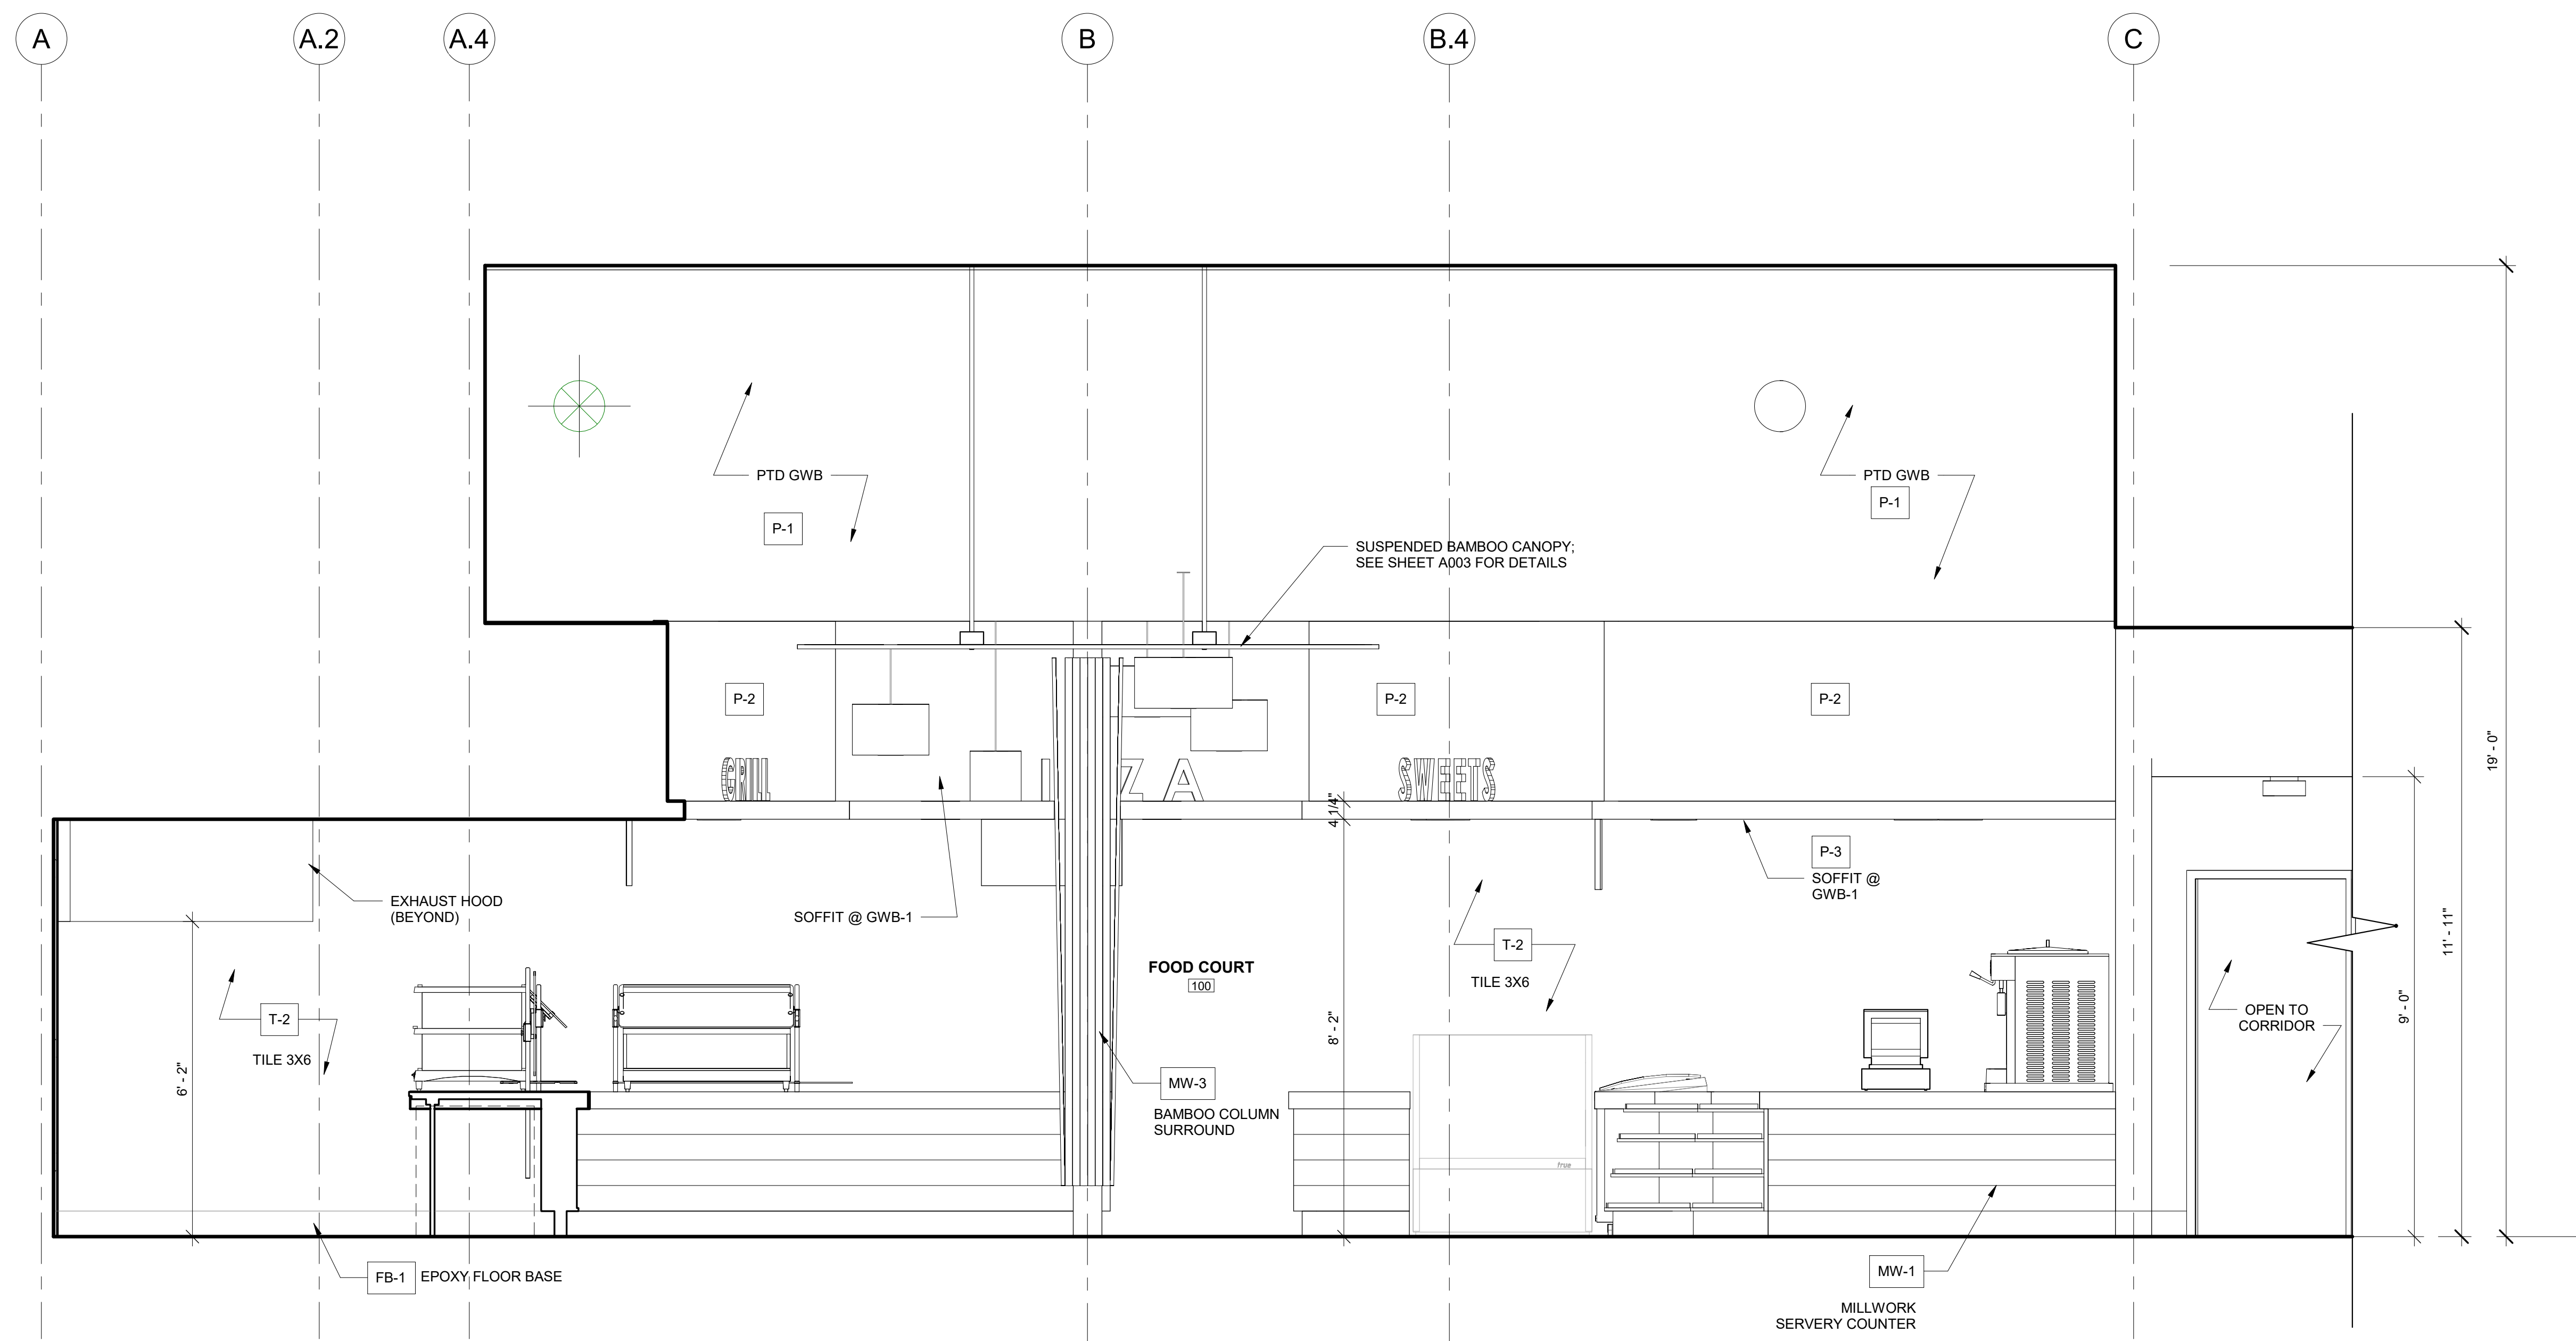 A
A.2
A.4
B
B.4
C
PTD GWB
P-1
PTD GWB
P-1
SUSPENDED BAMBOO CANOPY;
SEE SHEET A003 FOR DETAILS
P-2
P-2
P-2
19' - 0"
GRILL
ZA
SWEETS
4 1/4"
P-3
SOFFIT @
GWB-1
EXHAUST HOOD
(BEYOND)
SOFFIT @ GWB-1
11' - 11"
T-2
TILE 3X6
FOOD COURT
100
T-2
TILE 3X6
8' - 2"
9' - 0"
OPEN TO
CORRIDOR
6' - 2"
MW-3
BAMBOO COLUMN
SURROUND
true
FB-1 EPOXY FLOOR BASE
MW-1
MILLWORK
SERVERY COUNTER